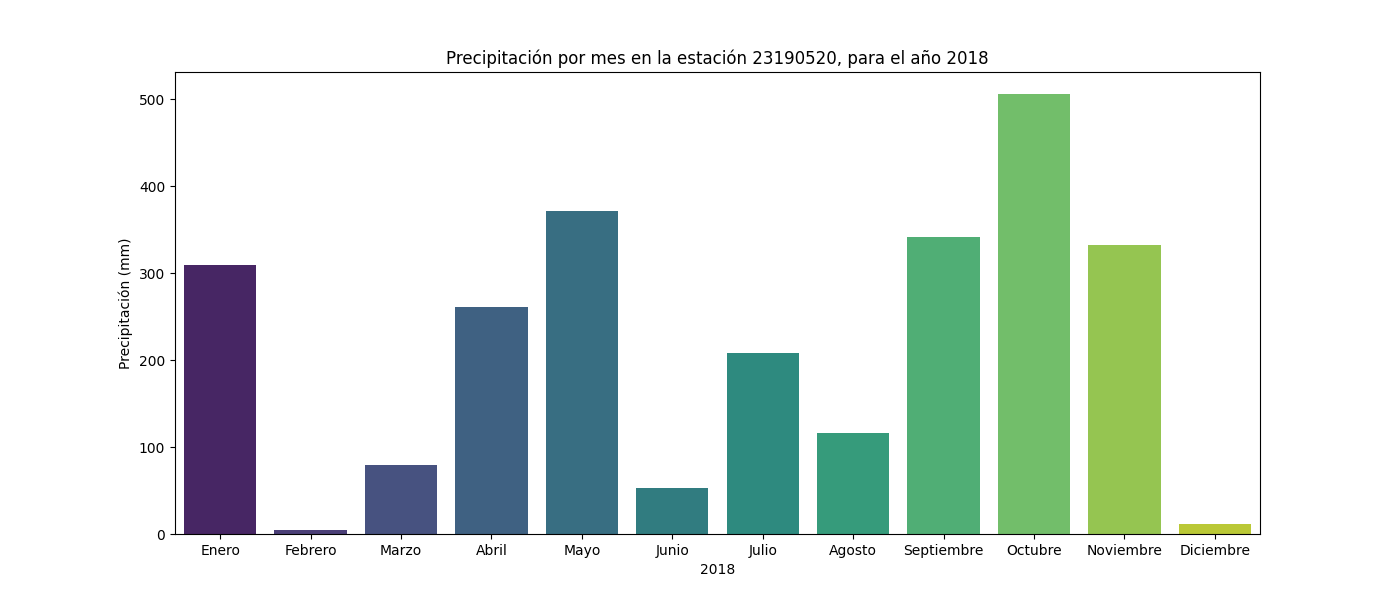 Precipitación por mes en la estación 23190520, para el año 2018
Precipitación (mm)
500
400
300
200
100
0
Enero Febrero Marzo Abril Mayo Junio Julio Agosto Septiembre Octubre Noviembre Diciembre
2018